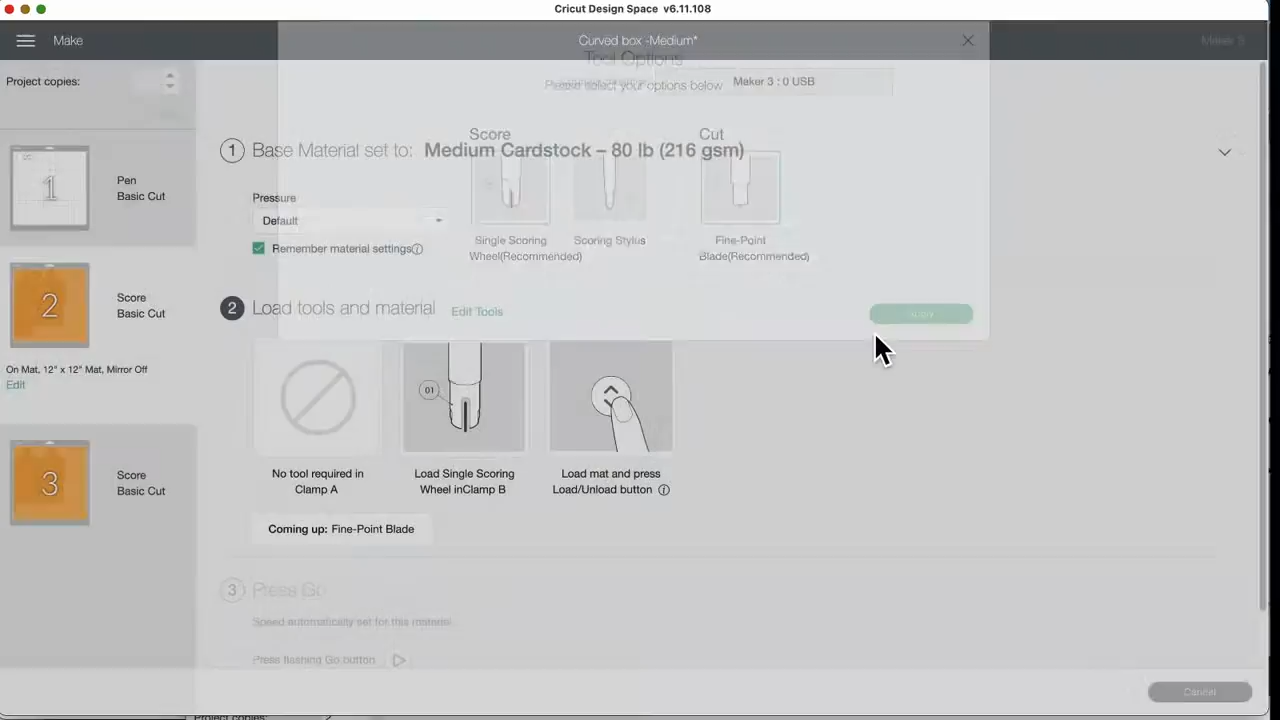 Cricut Design Space v6.11.108
Make
Curved box -Medium*
Maker 3
Tool Options
Project copies:
Please select your options below
Maker 3 : 0 USB
Score
Cut
1 Base Material set to: Medium Cardstock – 80 lb (216 gsm)
1
Pen
Basic Cut
Pressure
Default
Single Scoring
Wheel(Recommended)
Scoring Stylus
Fine-Point
Blade(Recommended)
Remember material settings
2
Score
Basic Cut
2 Load tools and material
Edit Tools
Apply
On Mat, 12" x 12" Mat, Mirror Off
Edit
01
3
Score
Basic Cut
No tool required in
Clamp A
Load Single Scoring
Wheel inClamp B
Load mat and press
Load/Unload button
Coming up: Fine-Point Blade
3 Press Go
Speed automatically set for this material
Press flashing Go button
Cancel
Project copies: